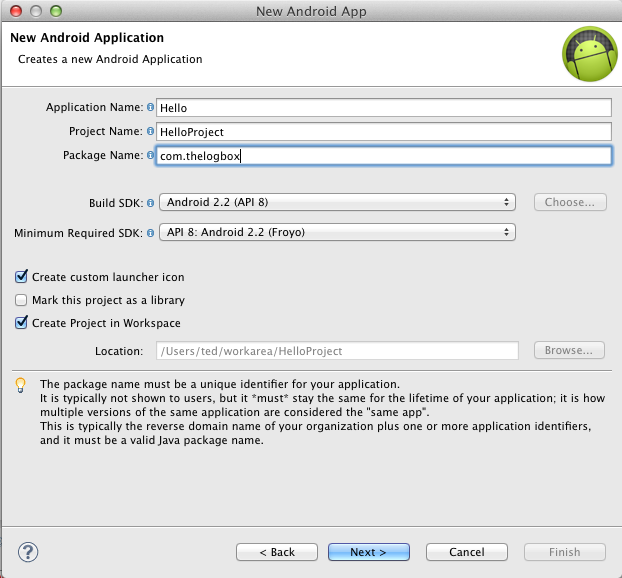 New Android App
New Android Application
Creates a new Android Application
Application Name: Hello
Project Name: HelloProject
Package Name: com.thelogbox
Build SDK: Android 2.2 (API 8) Choose...
Minimum Required SDK: API 8: Android 2.2 (Froyo)
Create custom launcher icon
Mark this project as a library
Create Project in Workspace
Location: /Users/ted/workarea/HelloProject Browse...
The package name must be a unique identifier for your application.
It is typically not shown to users, but it *must* stay the same for the lifetime of your application; it is how
multiple versions of the same application are considered the "same app".
This is typically the reverse domain name of your organization plus one or more application identifiers,
and it must be a valid Java package name.
? < Back Next > Cancel Finish